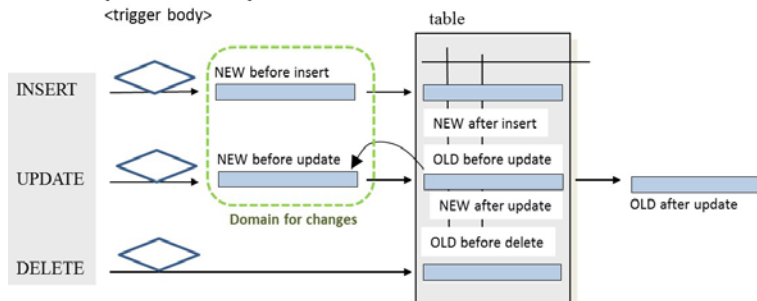 <trigger body>
table
INSERT
NEW before insert
NEW after insert
UPDATE
NEW before update
OLD before update
NEW after update
OLD after update
Domain for changes
OLD before delete
DELETE